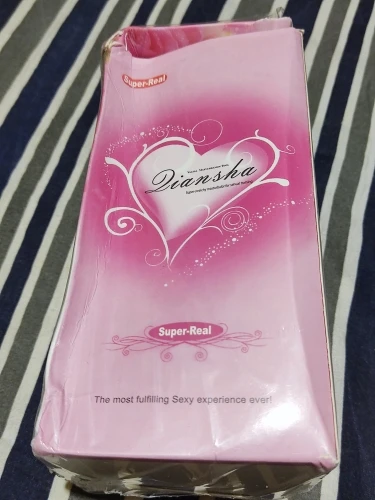 Super-Real
Qiansha
Super-Real
The most fulfilling Sexy experience ever!